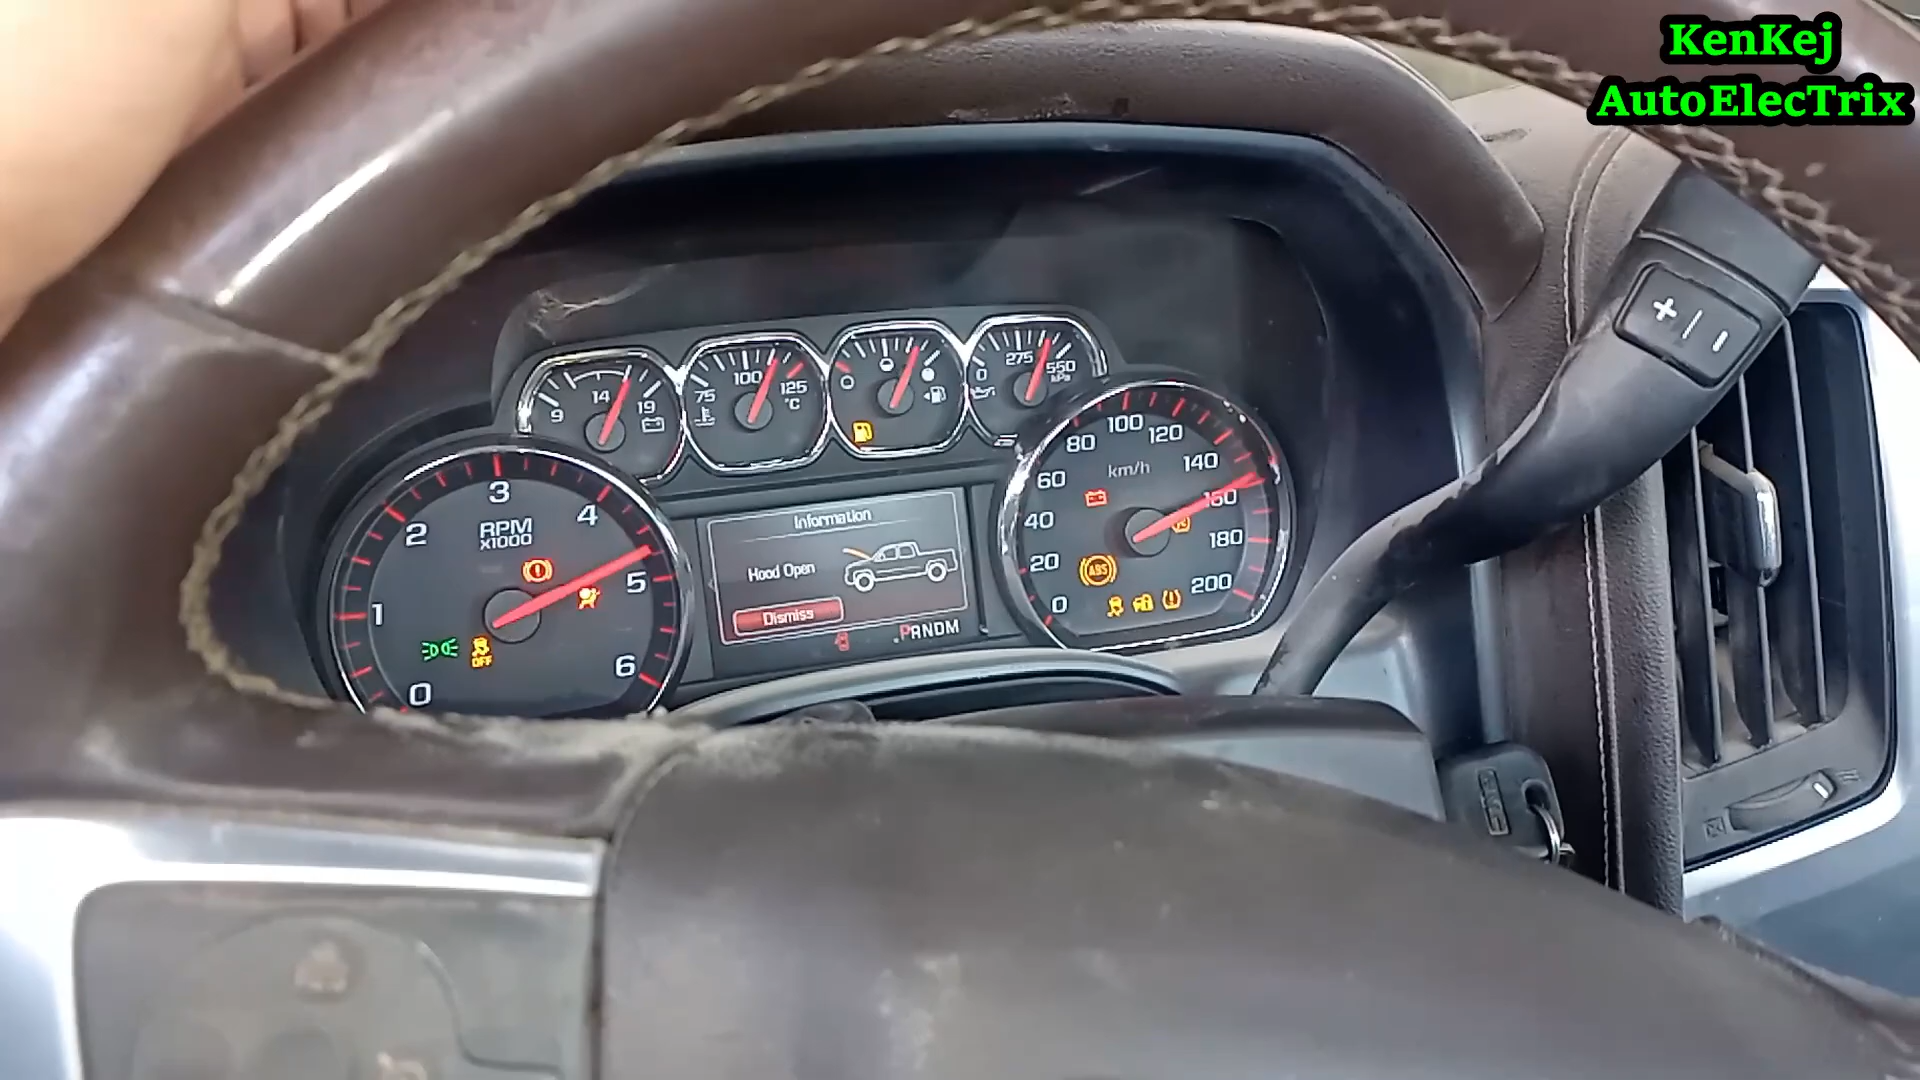 KenKej
AutoElecTrix
9 14 19
75 100 125
°C
0 275 550
kPa
0 1 2 3 4 5 6
RPM
X1000
OFF
Information
Hood Open
Dismiss
PRNDM
0 20 40 60 80 100 120 140 160 180 200
km/h
ABS
+ -